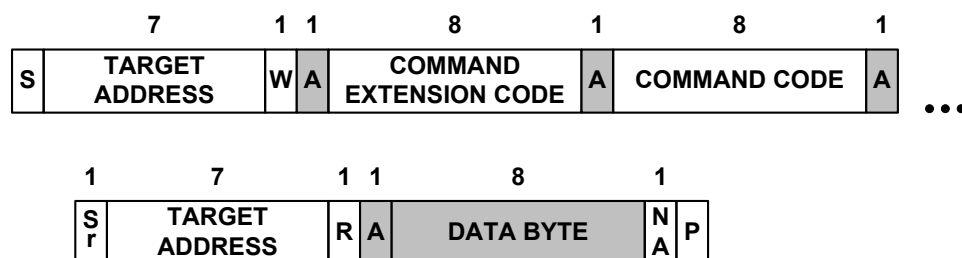 7 1 1 8 1 8 1
S TARGET ADDRESS W A COMMAND EXTENSION CODE A COMMAND CODE A ...
1 7 1 1 8 1
Sr TARGET ADDRESS R A DATA BYTE NA P